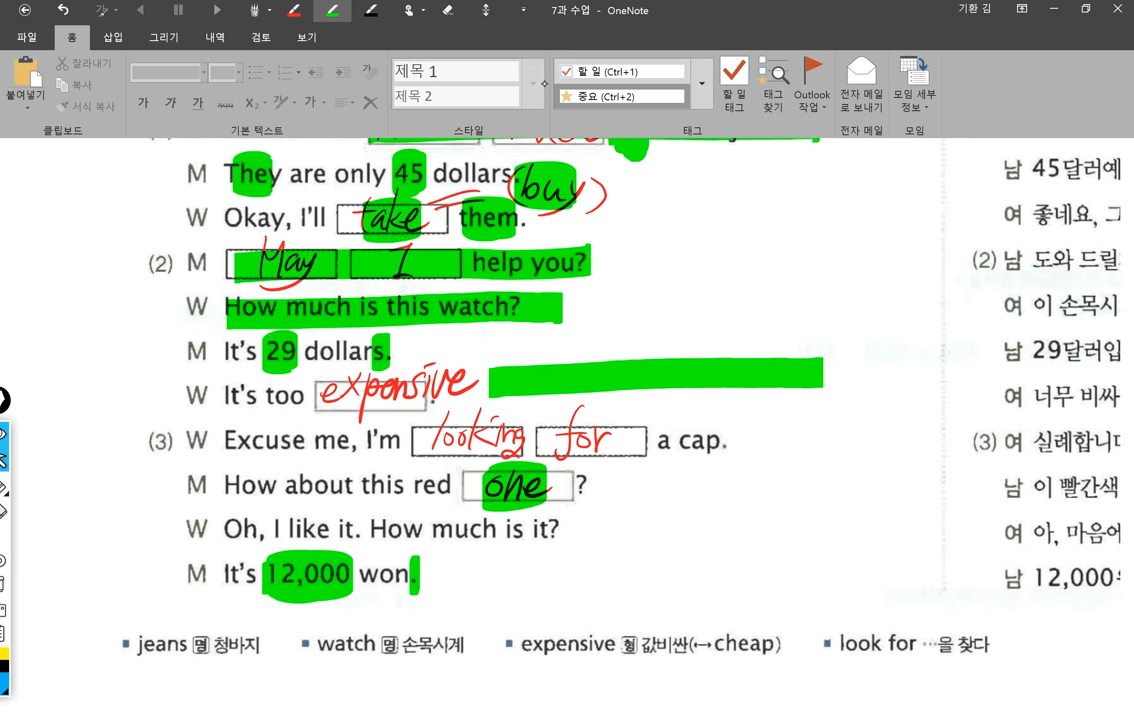 7과 수업 - OneNote
기환 김
파일 홈 삽입 그리기 내역 검토 보기
붙여넣기
잘라내기
복사
서식 복사
클립보드
가 가 가 abc X₂ 가 가
기본 텍스트
제목 1
제목 2
스타일
할 일 (Ctrl+1)
중요 (Ctrl+2)
할 일 태그
태그 찾기
Outlook 작업
태그
전자 메일로 보내기
전자 메일
모임 세부 정보
모임
M They are only 45 dollars. (buy)
W Okay, I'll take them.
(2) M May I help you?
W How much is this watch?
M It's 29 dollars.
W It's too expensive.
(3) W Excuse me, I'm looking for a cap.
M How about this red one?
W Oh, I like it. How much is it?
M It's 12,000 won.
남 45달러예
여 좋네요, 그
(2) 남 도와 드릴
여 이 손목시
남 29달러입
여 너무 비싸
(3) 여 실례합니
남 이 빨간색
여 아, 마음에
남 12,000
▪ jeans 명 청바지 ▪ watch 명 손목시계 ▪ expensive 형 값비싼(↔cheap) ▪ look for …을 찾다